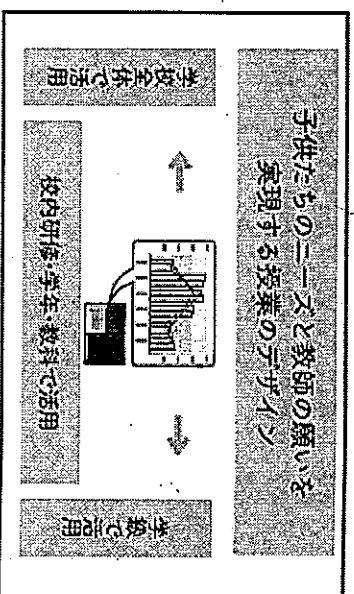 子供たちのニーズと教師の願いを
実現する授業のデザイン
学校全体で活用
学級で活用
校内研修・学年・教科で活用